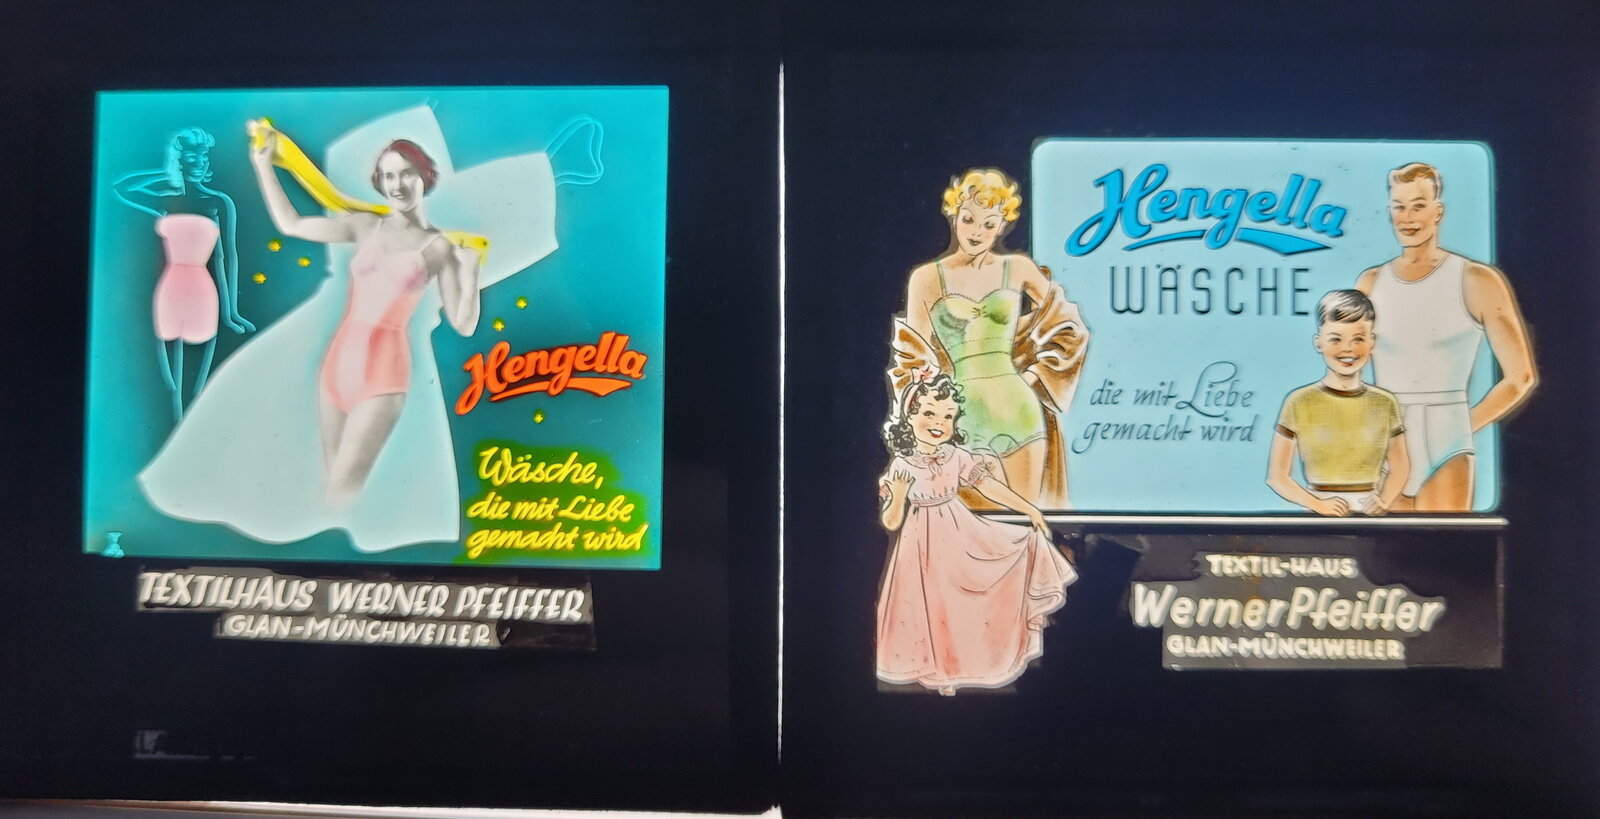 Hengella
Wäsche,
die mit Liebe
gemacht wird
TEXTILHAUS WERNER PFEIFFER
GLAN-MÜNCHWEILER
Hengella
WÄSCHE
die mit Liebe
gemacht wird
TEXTIL-HAUS
Werner Pfeiffer
GLAN-MÜNCHWEILER